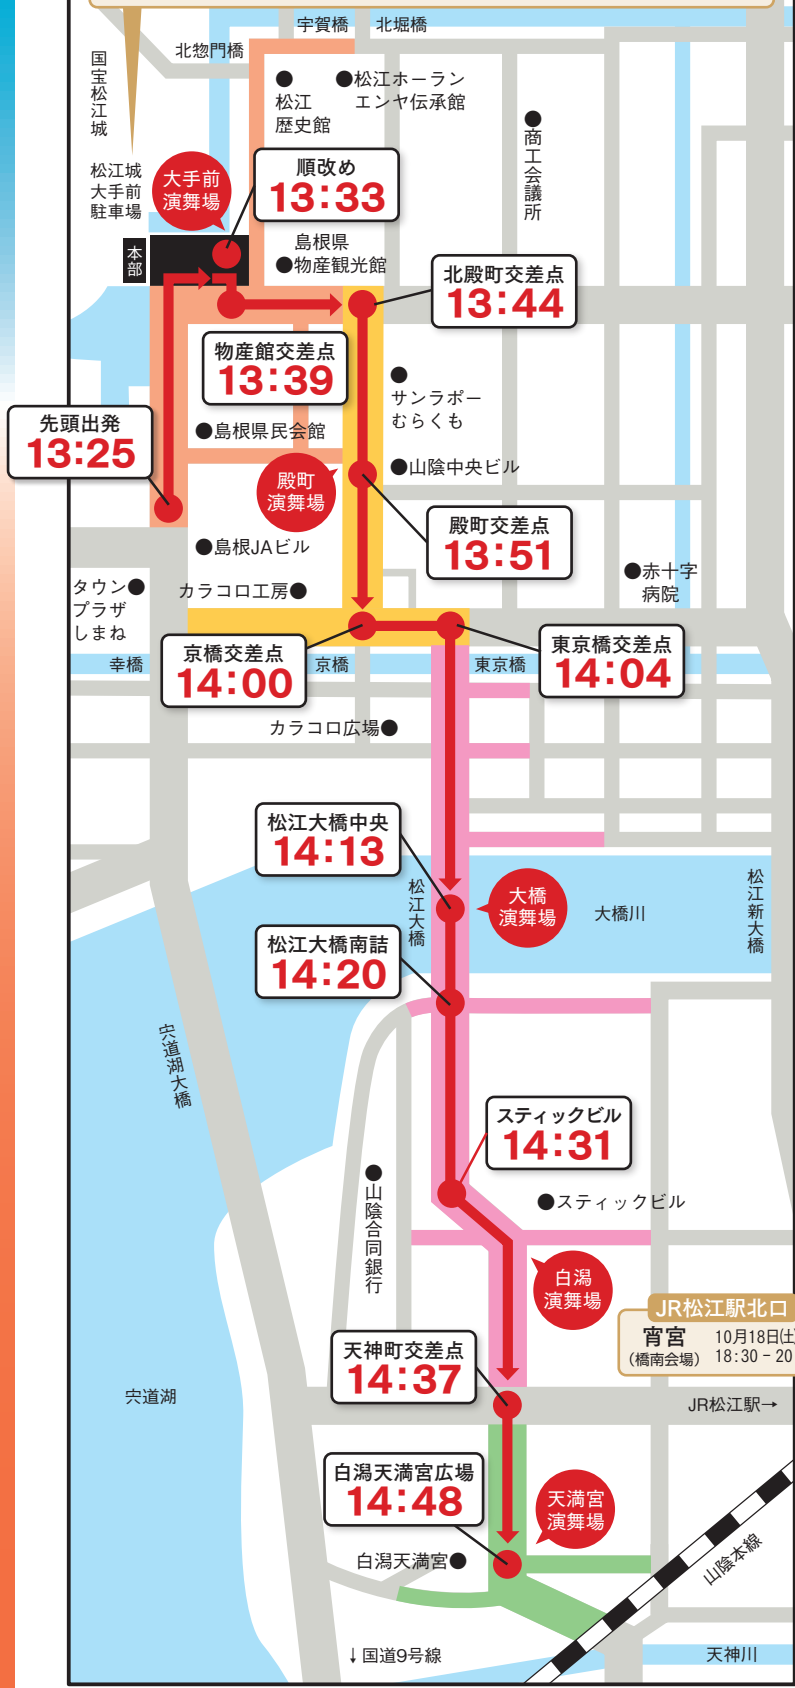 宇賀橋
北堀橋
北惣門橋
国宝松江城
松江
歴史館
松江ホーラン
エンヤ伝承館
商工会議所
松江城
大手前
駐車場
大手前
演舞場
順改め
13:33
本部
島根県
物産観光館
北殿町交差点
13:44
物産館交差点
13:39
サンラポー
むらくも
先頭出発
13:25
島根県民会館
山陰中央ビル
殿町
演舞場
殿町交差点
13:51
島根JAビル
赤十字
病院
タウン
プラザ
しまね
カラコロ工房
京橋交差点
14:00
東京橋交差点
14:04
幸橋
京橋
東京橋
カラコロ広場
松江大橋中央
14:13
松江大橋
大橋
演舞場
大橋川
松江新大橋
松江大橋南詰
14:20
宍道湖大橋
スティックビル
14:31
山陰合同銀行
スティックビル
白潟
演舞場
JR松江駅北口
宵宮
(橋南会場)
10月18日(土
18:30 - 20
天神町交差点
14:37
宍道湖
JR松江駅→
白潟天満宮広場
14:48
天満宮
演舞場
白潟天満宮
山陰本線
↓国道9号線
天神川